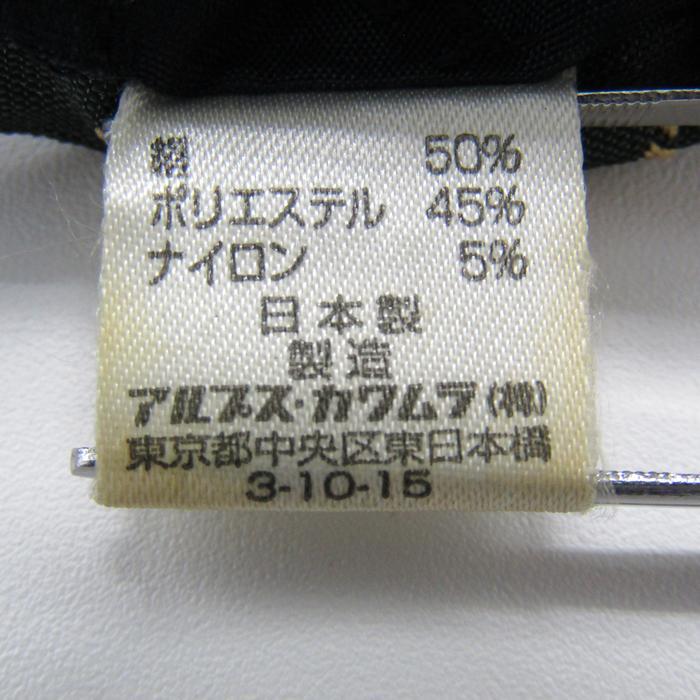 綿 50%
ポリエステル 45%
ナイロン 5%
日本製
製造
アルプス・カワムラ(株)
東京都中央区東日本橋
3-10-15